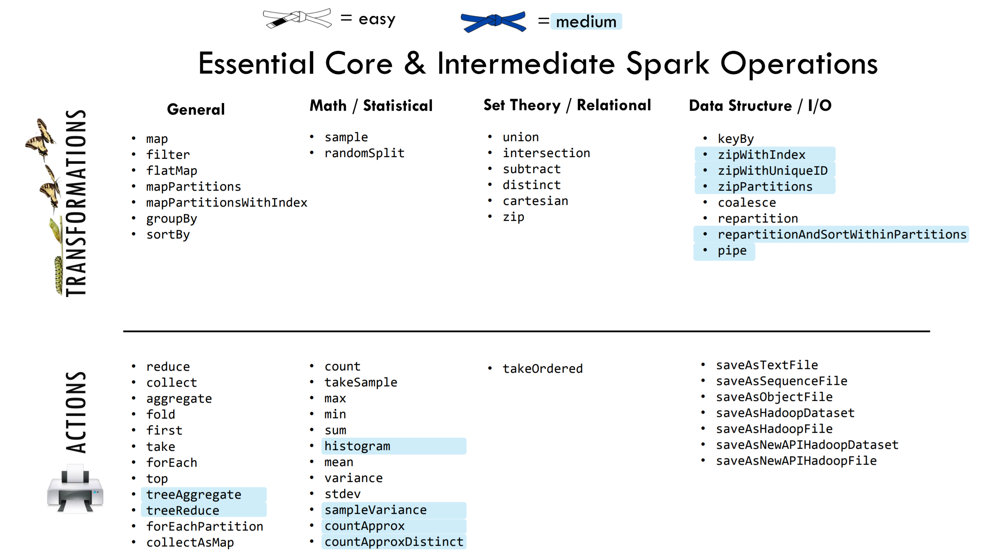 = easy
= medium
Essential Core & Intermediate Spark Operations
TRANSFORMATIONS
General
• map
• filter
• flatMap
• mapPartitions
• mapPartitionsWithIndex
• groupBy
• sortBy
Math / Statistical
• sample
• randomSplit
Set Theory / Relational
• union
• intersection
• subtract
• distinct
• cartesian
• zip
Data Structure / I/O
• keyBy
• zipWithIndex
• zipWithUniqueID
• zipPartitions
• coalesce
• repartition
• repartitionAndSortWithinPartitions
• pipe
ACTIONS
• reduce
• collect
• aggregate
• fold
• first
• take
• forEach
• top
• treeAggregate
• treeReduce
• forEachPartition
• collectAsMap
• count
• takeSample
• max
• min
• sum
• histogram
• mean
• variance
• stdev
• sampleVariance
• countApprox
• countApproxDistinct
• takeOrdered
• saveAsTextFile
• saveAsSequenceFile
• saveAsObjectFile
• saveAsHadoopDataset
• saveAsHadoopFile
• saveAsNewAPIHadoopDataset
• saveAsNewAPIHadoopFile